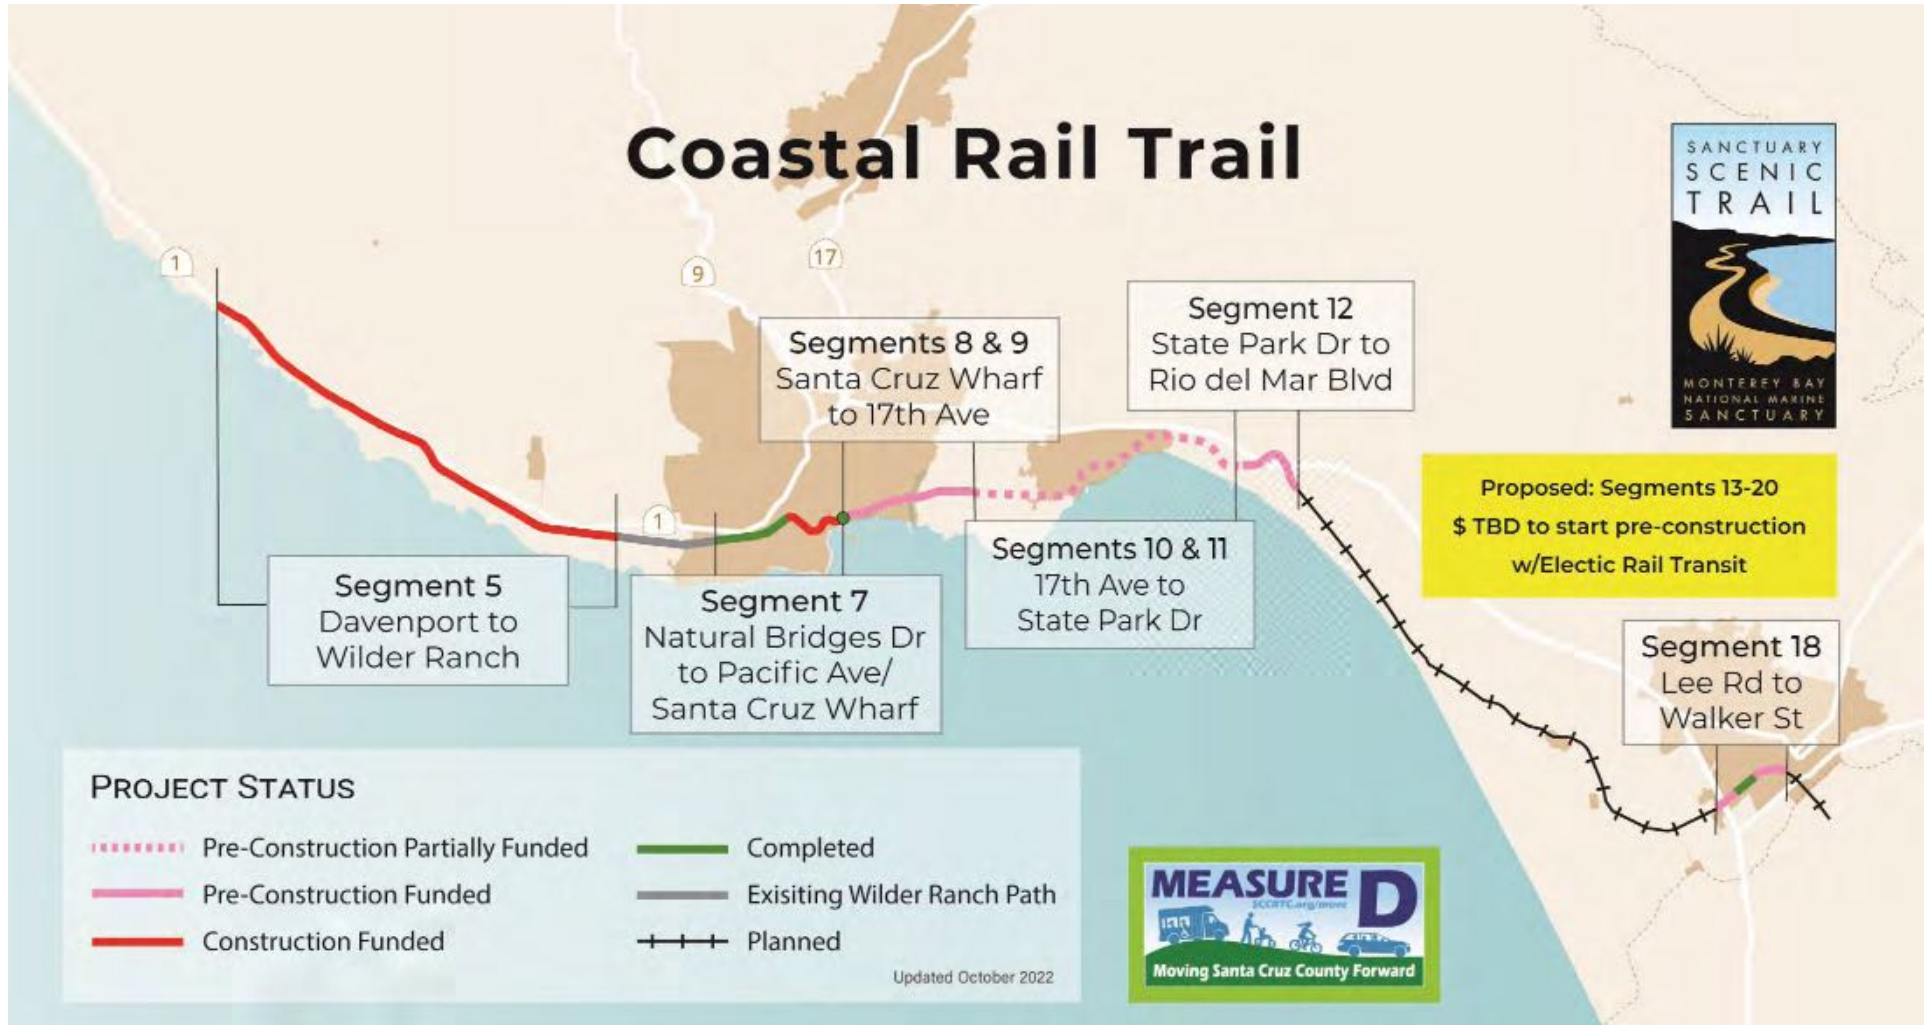 Coastal Rail Trail
SANCTUARY
SCENIC
TRAIL
MONTEREY BAY
NATIONAL MARINE
SANCTUARY
1
9
17
Segments 8 & 9
Santa Cruz Wharf
to 17th Ave
Segment 12
State Park Dr to
Rio del Mar Blvd
Proposed: Segments 13-20
$ TBD to start pre-construction
w/Electic Rail Transit
1
Segment 5
Davenport to
Wilder Ranch
Segment 7
Natural Bridges Dr
to Pacific Ave/
Santa Cruz Wharf
Segments 10 & 11
17th Ave to
State Park Dr
Segment 18
Lee Rd to
Walker St
PROJECT STATUS
Pre-Construction Partially Funded
Pre-Construction Funded
Construction Funded
Completed
Exisiting Wilder Ranch Path
Planned
Updated October 2022
MEASURE D
SCCRTC.org/move
Moving Santa Cruz County Forward